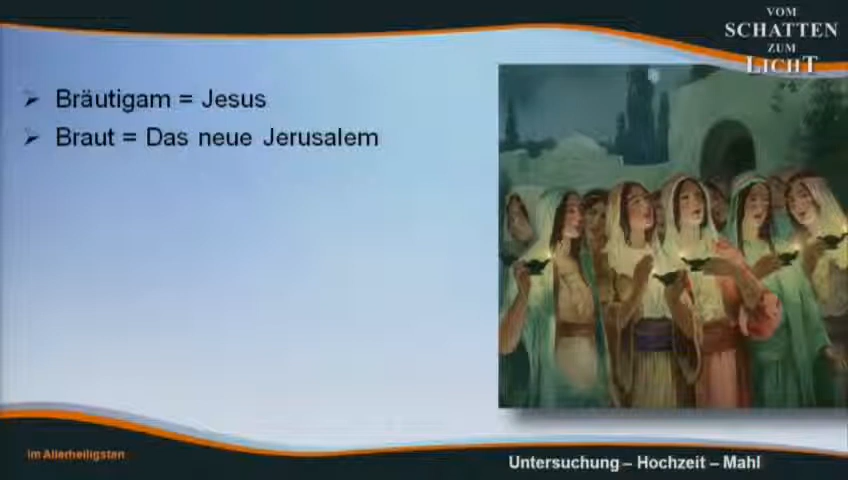 VOM
SCHATTEN
ZUM
LICHT
Bräutigam = Jesus
Braut = Das neue Jerusalem
Im Allerheiligsten
Untersuchung – Hochzeit – Mahl